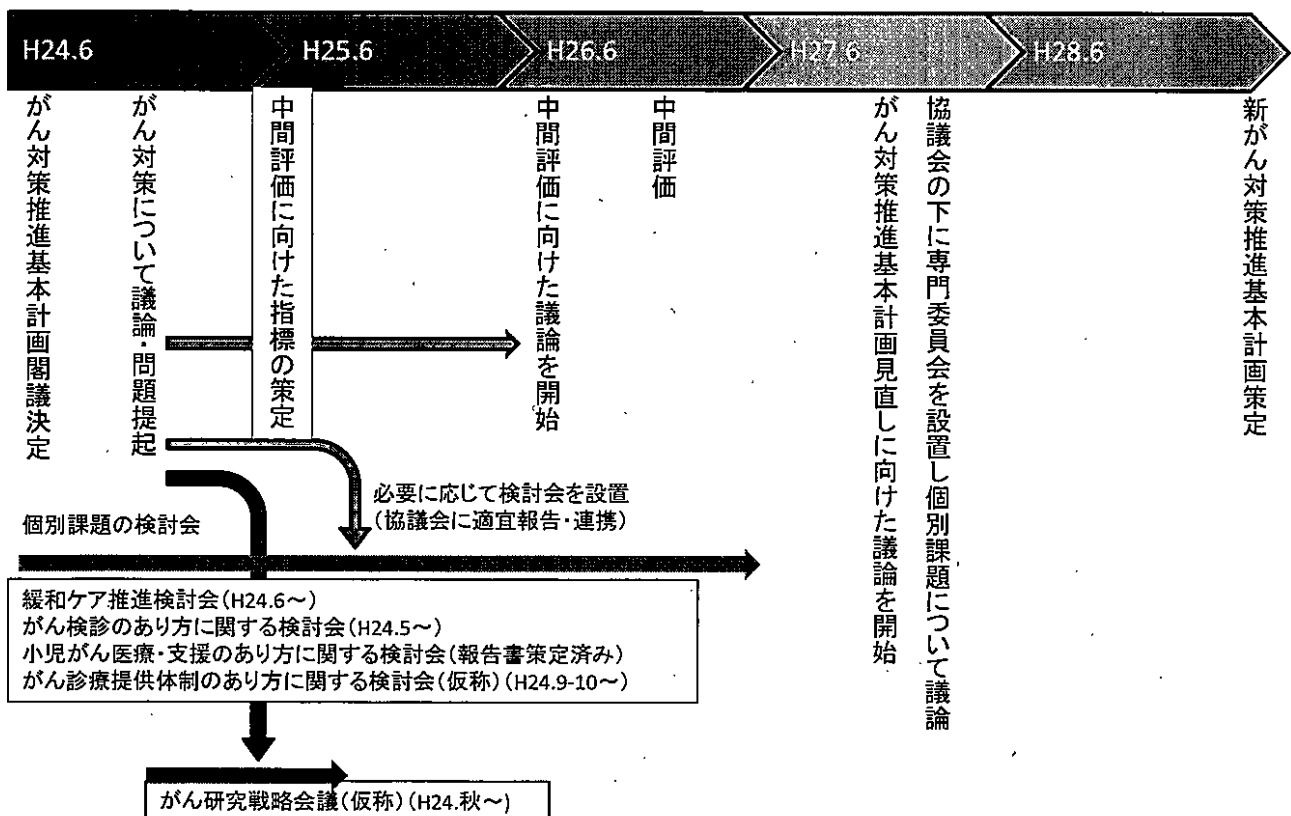 H24.6
H25.6
H26.6
H27.6
H28.6
がん対策推進基本計画閣議決定
がん対策について議論・問題提起
中間評価に向けた指標の策定
中間評価に向けた議論を開始
中間評価
がん対策推進基本計画見直しに向けた議論を開始
協議会の下に専門委員会を設置し個別課題について議論
新がん対策推進基本計画策定
必要に応じて検討会を設置
(協議会に適宜報告・連携)
個別課題の検討会
緩和ケア推進検討会(H24.6～)
がん検診のあり方に関する検討会(H24.5～)
小児がん医療・支援のあり方に関する検討会(報告書策定済み)
がん診療提供体制のあり方に関する検討会(仮称)(H24.9-10～)
がん研究戦略会議(仮称)(H24.秋～)